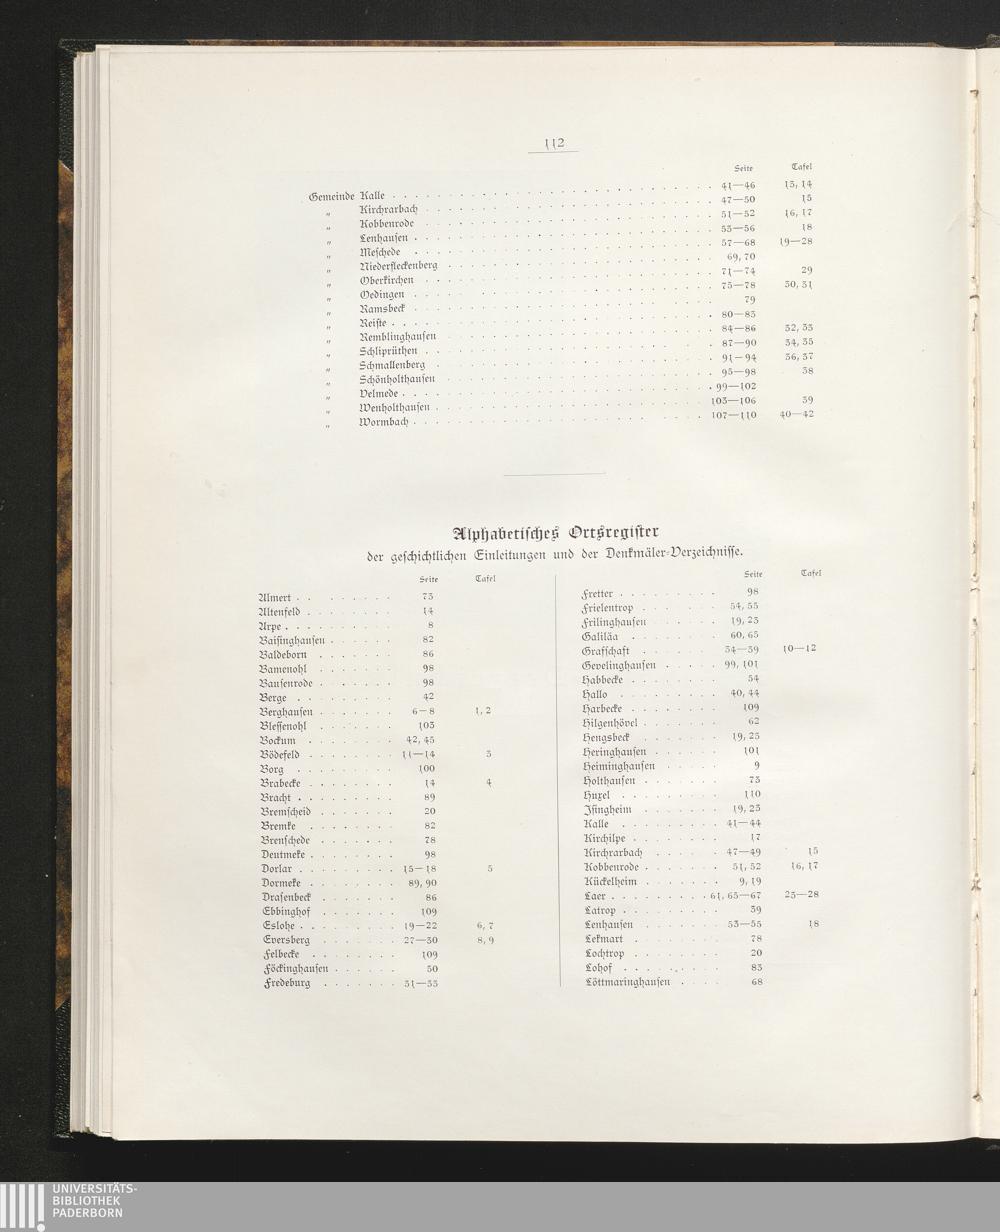 112
Seite Tafel
Gemeinde Kalle 41—46 13, 14
„ Kirchrarbach 47—50 15
„ Kobbenrode 51—52 16, 17
„ Lenhausen 53—56 18
„ Meschede 57—68 19—28
„ Niederfleckenberg 69, 70
„ Oberkirchen 71—74 29
„ Oedingen 75—78 30, 31
„ Ramsbeck 79
„ Reiste 80—83
„ Remblinghausen 84—86 32, 33
„ Schliprüthen 87—90 34, 35
„ Schmallenberg 91—94 36, 37
„ Schönholthausen 95—98 38
„ Velmede 99—102
„ Wenholthausen 103—106 39
„ Wormbach 107—110 40—42
Alphabetisches Ortsregister
der geschichtlichen Einleitungen und der Denkmäler-Verzeichnisse.
Seite Tafel
Almert 73
Altenfeld 14
Arpe 8
Baisinghausen 82
Baldeborn 86
Bamenohl 98
Bausenrode 98
Berge 42
Berghausen 6—8 1, 2
Blessenohl 103
Bockum 42, 45
Bödefeld 11—14 3
Borg 100
Brabecke 14 4
Bracht 89
Bremscheid 20
Bremke 82
Brenschede 78
Deutmeke 98
Dorlar 15—18 5
Dormeke 89, 90
Drasenbeck 86
Ebbinghof 109
Eslohe 19—22 6, 7
Eversberg 27—30 8, 9
Felbecke 109
Föckinghausen 50
Fredeburg 31—33
Seite Tafel
Fretter 98
Frielentrop 54, 55
Frilinghausen 19, 23
Galiläa 60, 65
Grafschaft 34—39 10—12
Gevelinghausen 99, 101
Habbecke 54
Hallo 40, 44
Harbecke 109
Hilgenhövel 62
Hengsbeck 19, 25
Heringhausen 101
Heiminghausen 9
Holthausen 73
Huxel 110
Isingheim 19, 23
Kalle 41—44
Kirchilpe 17
Kirchrarbach 47—49 15
Kobbenrode 51, 52 16, 17
Kückelheim 9, 19
Laer 61, 65—67 25—28
Latrop 39
Lenhausen 53—55 18
Lekmart 78
Lochtrop 20
Lohof 83
Löttmaringhausen 68
UNIVERSITÄTS-
BIBLIOTHEK
PADERBORN